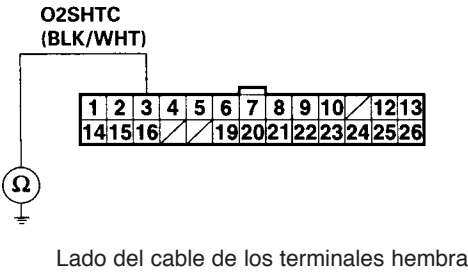 O2SHTC
(BLK/WHT)
1 2 3 4 5 6 7 8 9 10 12 13
14 15 16 19 20 21 22 23 24 25 26
Ω
Lado del cable de los terminales hembra